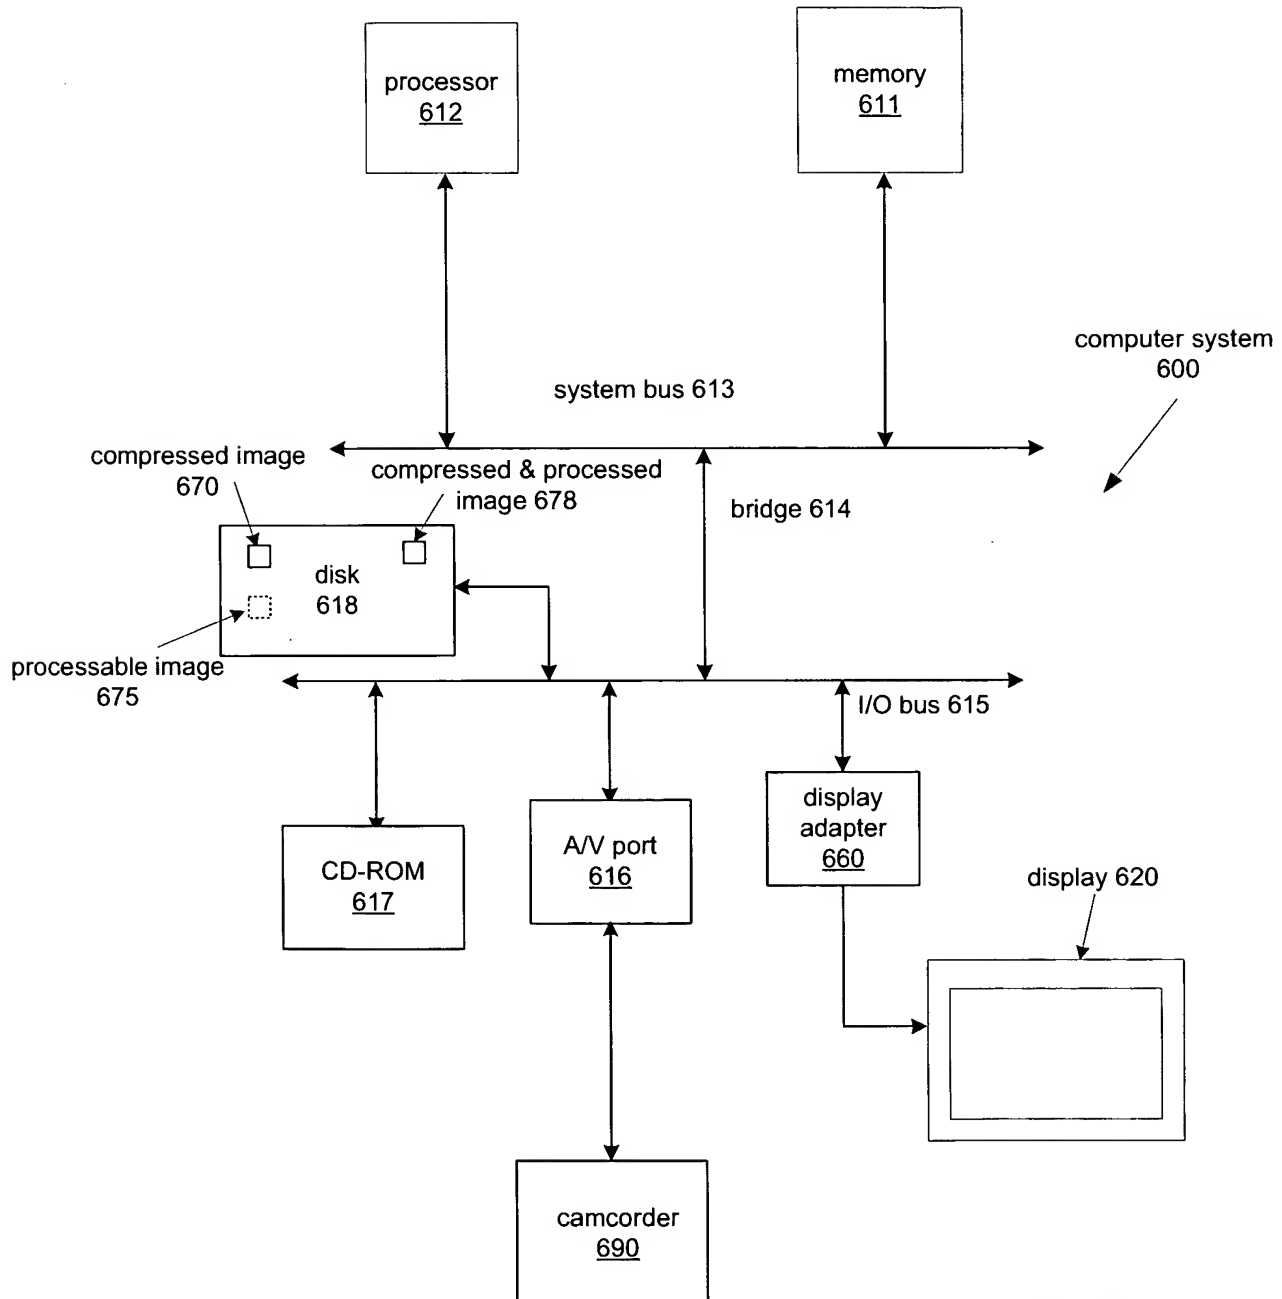 processor
612
memory
611
computer system
600
system bus 613
compressed image
670
compressed & processed
image 678
bridge 614
disk
618
processable image
675
I/O bus 615
display
adapter
660
A/V port
616
CD-ROM
617
display 620
camcorder
690